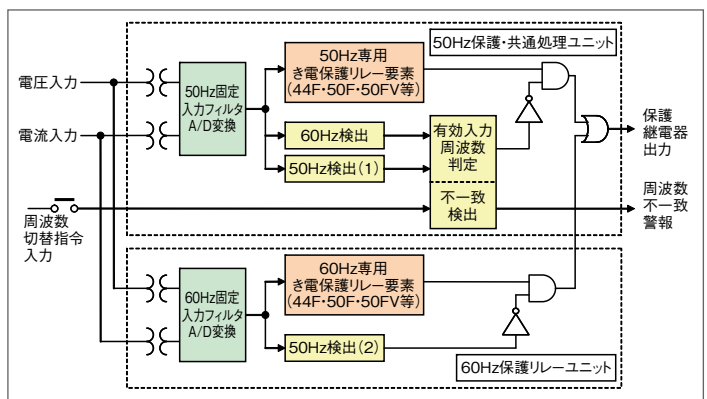 50Hz保護・共通処理ユニット
電圧入力
電流入力
50Hz固定
入力フィルタ
A/D変換
50Hz専用
き電保護リレー要素
(44F・50F・50FV等)
60Hz検出
50Hz検出(1)
有効入力
周波数
判定
不一致
検出
保護
継電器
出力
周波数
不一致
警報
周波数
切替指令
入力
60Hz固定
入力フィルタ
A/D変換
60Hz専用
き電保護リレー要素
(44F・50F・50FV等)
50Hz検出(2)
60Hz保護リレーユニット